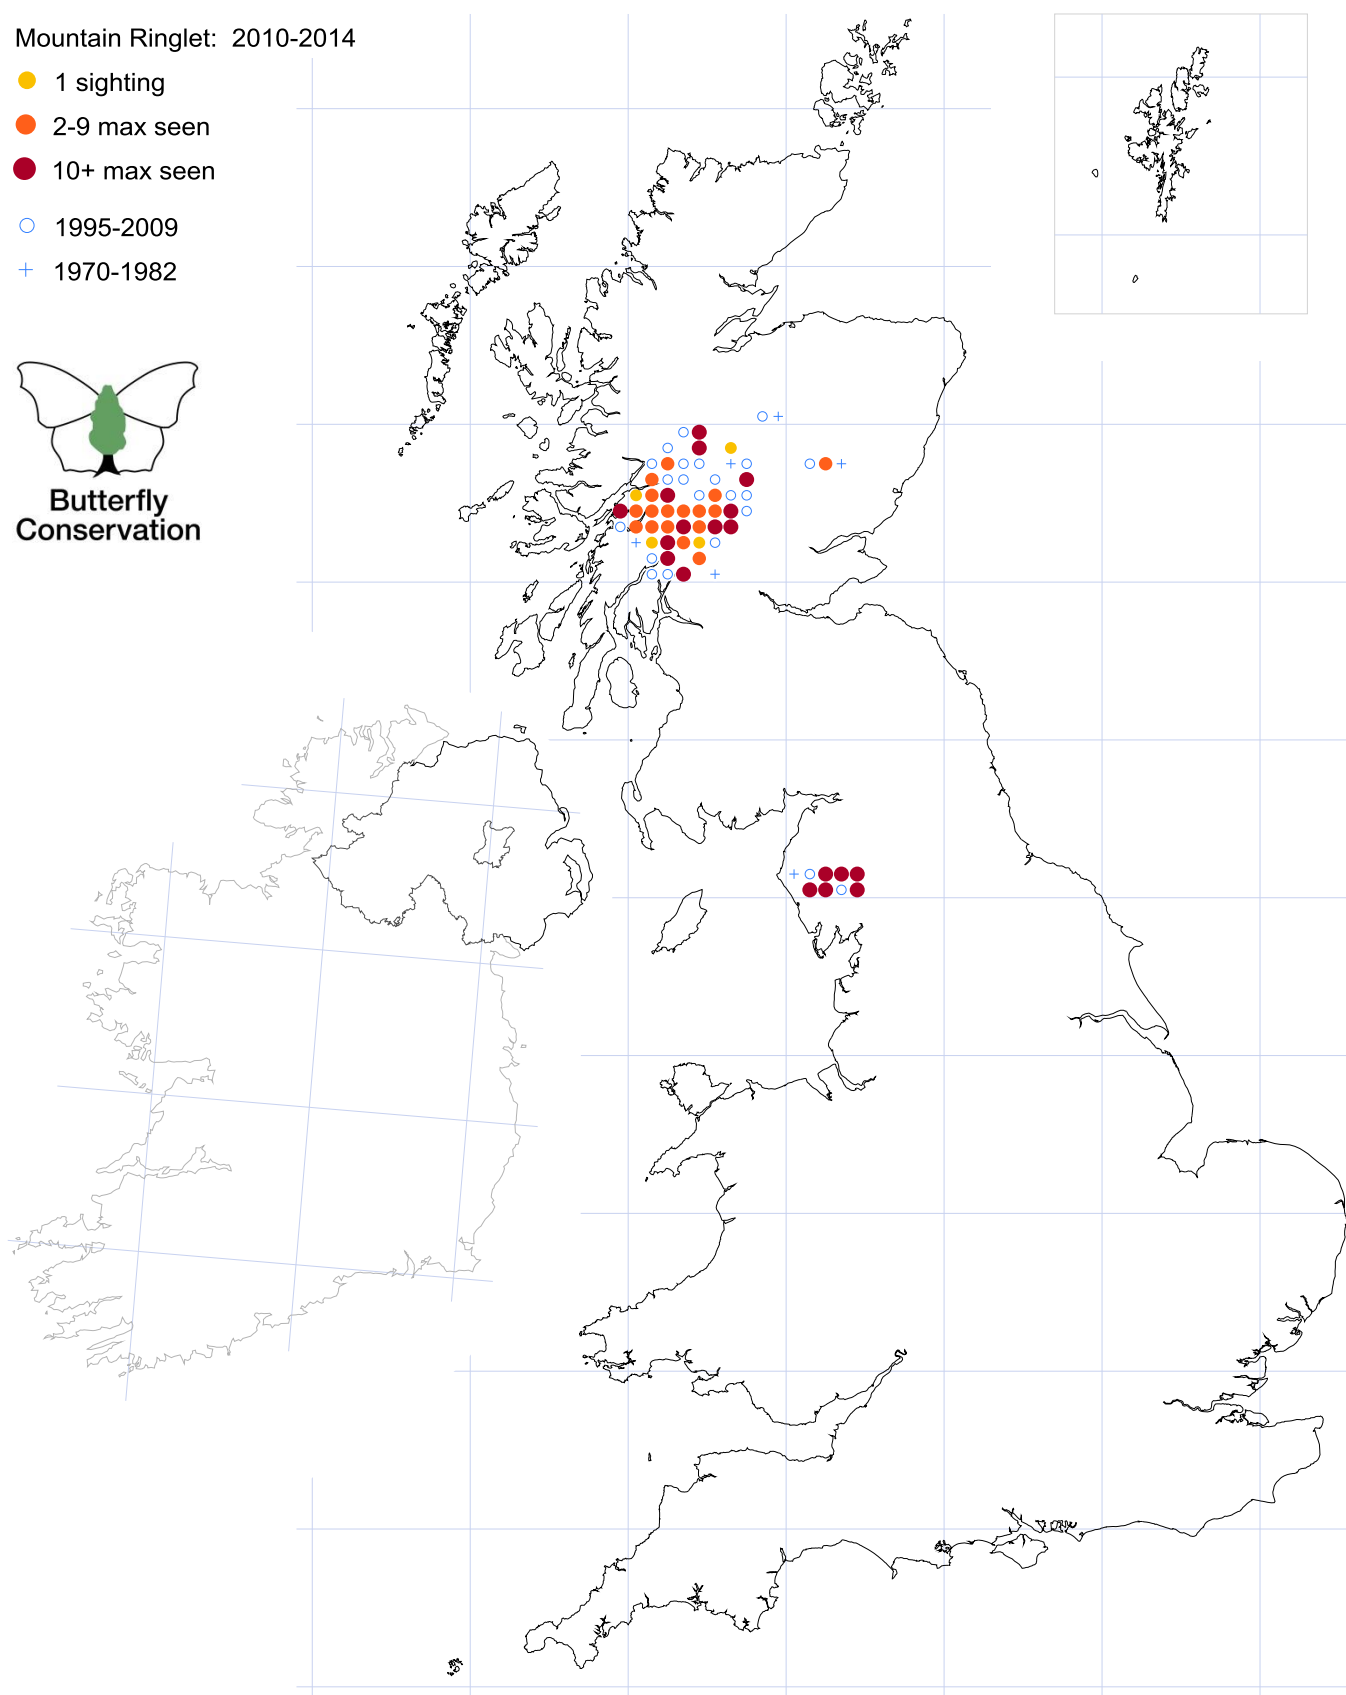 Mountain Ringlet:  2010-2014
1 sighting
2-9 max seen
10+ max seen
1995-2009
1970-1982
Butterfly
Conservation